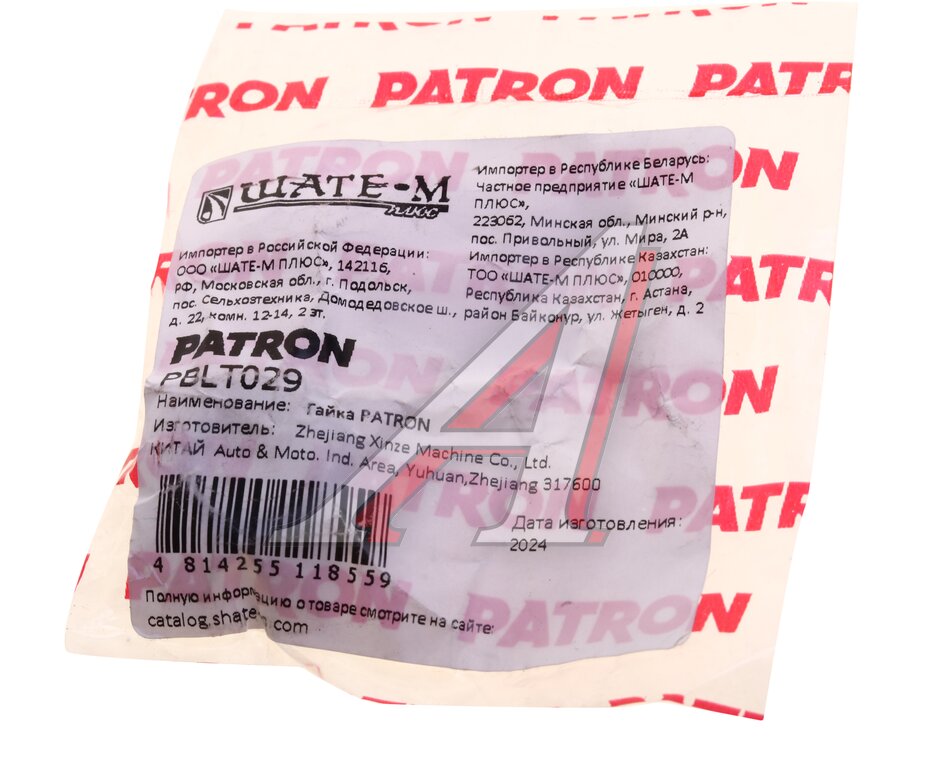 PATRON
RON PATRON PATR
ШАТЕ-М
ПЛЮС
Импортер в Российской Федерации:
ООО «ШАТЕ-М ПЛЮС», 142116,
РФ, Московская обл., г. Подольск,
пос. Сельхозтехника, Домодедовское ш.,
д. 22, комн. 12-14, 2 эт.
Импортер в Республике Беларусь:
Частное предприятие «ШАТЕ-М
ПЛЮС»,
223062, Минская обл., Минский р-н,
пос. Привольный, ул. Мира, 2А
Импортер в Республике Казахстан:
ТОО «ШАТЕ-М ПЛЮС», 010000,
Республика Казахстан, г. Астана,
район Байконур, ул. Жетыген, д. 2
PATRON
PBLT029
Наименование: Гайка PATRON
Изготовитель: Zhejiang Xinze Machine Co., Ltd.
КИТАЙ Auto & Moto. Ind. Area, Yuhuan,Zhejiang 317600
Дата изготовления:
2024
4 814255 118559
Полную информацию о товаре смотрите на сайте:
PATRON